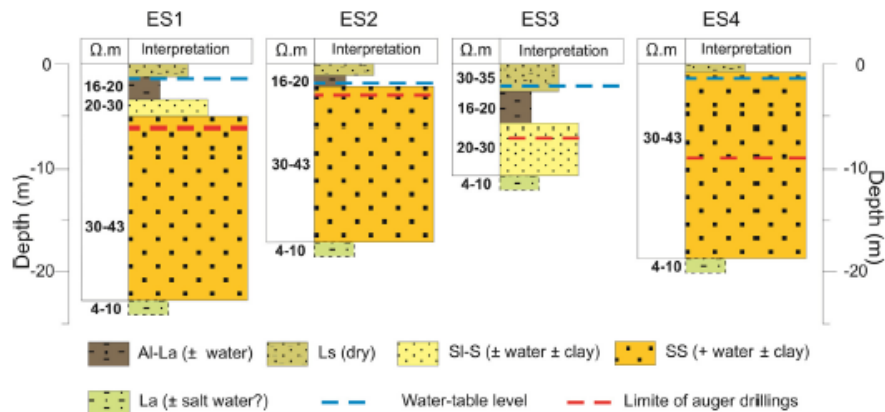 ES1 ES2 ES3 ES4
Ω.m Interpretation Ω.m Interpretation Ω.m Interpretation Ω.m Interpretation
0 16-20 16-20 30-35 0
20-30 16-20
-10 30-43 20-30 30-43 -10
4-10
30-43
-20 4-10 4-10 -20
4-10
Depth (m) Depth (m)
Al-La (± water) Ls (dry) Sl-S (± water ± clay) SS (+ water ± clay)
La (± salt water?) Water-table level Limite of auger drillings